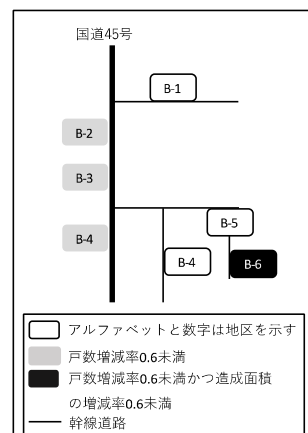 国道45号
B-1
B-2
B-3
B-5
B-4
B-4
B-6
アルファベットと数字は地区を示す
戸数増減率0.6未満
戸数増減率0.6未満かつ造成面積
の増減率0.6未満
幹線道路